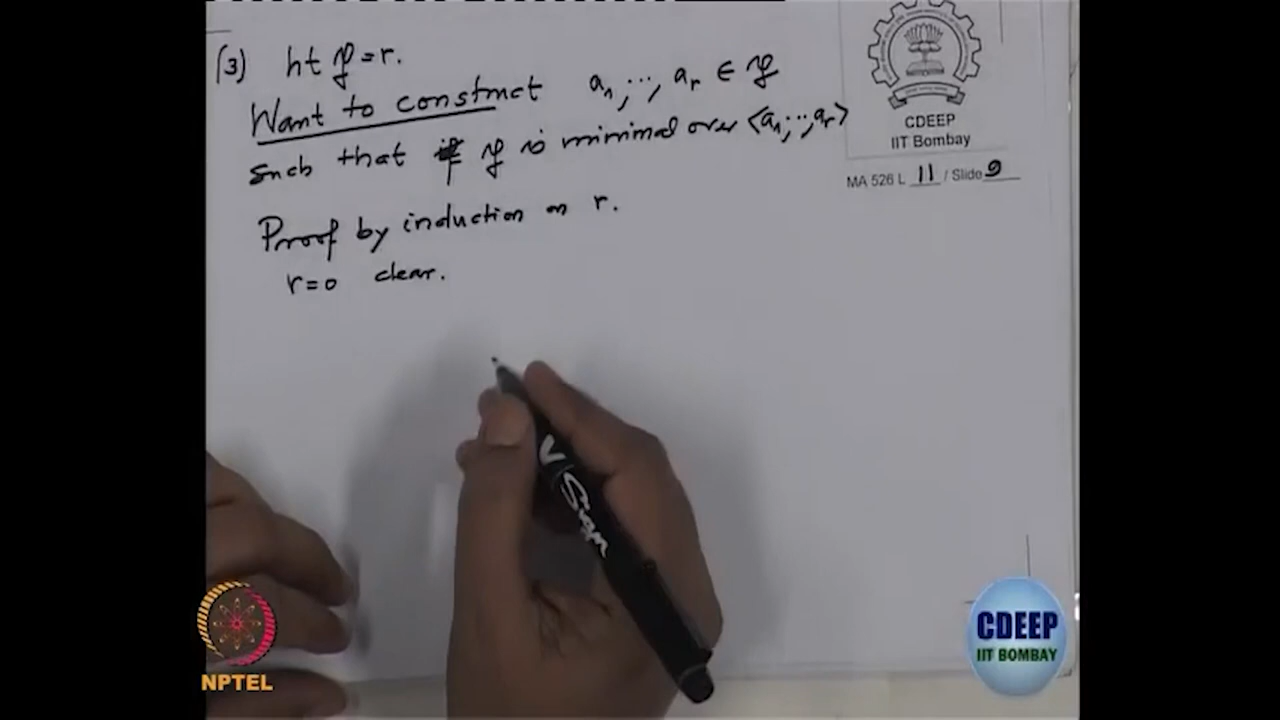 (3) ht 𝔭 = r.
Want to construct a₁, ..., aᵣ ∈ 𝔭
Such that 𝔭 is minimal over <a₁, ..., aᵣ>
Proof by induction on r.
r=0 clear.
CDEEP
IIT Bombay
MA 526 L 11 / Slide 9
V Sign
NPTEL
CDEEP
IIT BOMBAY